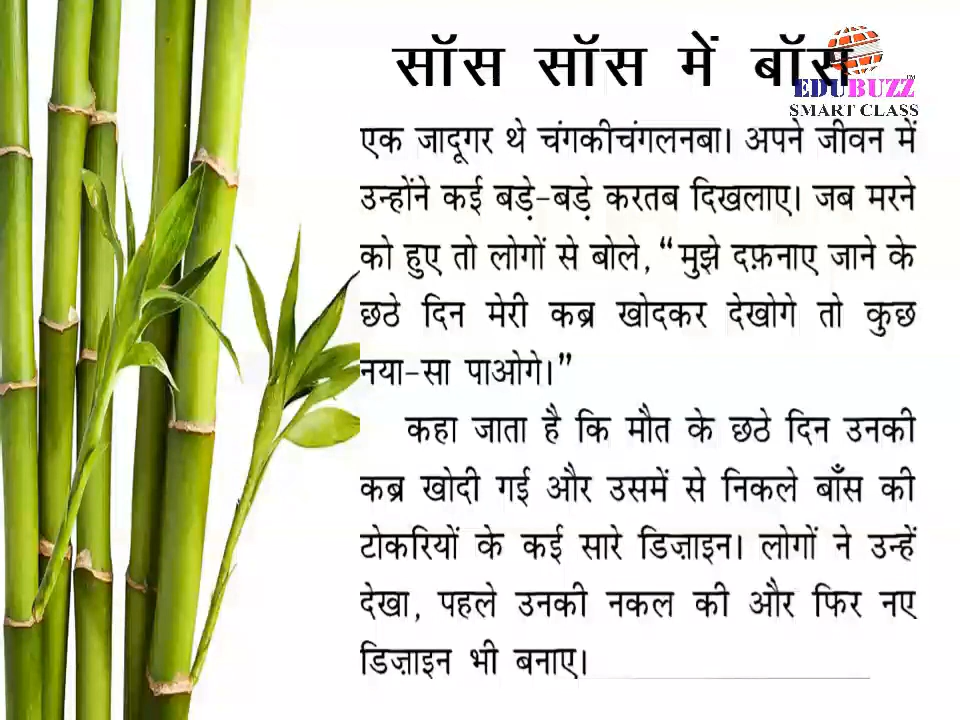 सॉस सॉस में बॉस
EDUBUZZ™
SMART CLASS
एक जादूगर थे चंगकीचंगलनबा। अपने जीवन में
उन्होंने कई बड़े-बड़े करतब दिखलाए। जब मरने
को हुए तो लोगों से बोले, “मुझे दफ़नाए जाने के
छठे दिन मेरी कब्र खोदकर देखोगे तो कुछ
नया-सा पाओगे।”
कहा जाता है कि मौत के छठे दिन उनकी
कब्र खोदी गई और उसमें से निकले बाँस की
टोकरियों के कई सारे डिज़ाइन। लोगों ने उन्हें
देखा, पहले उनकी नकल की और फिर नए
डिज़ाइन भी बनाए।